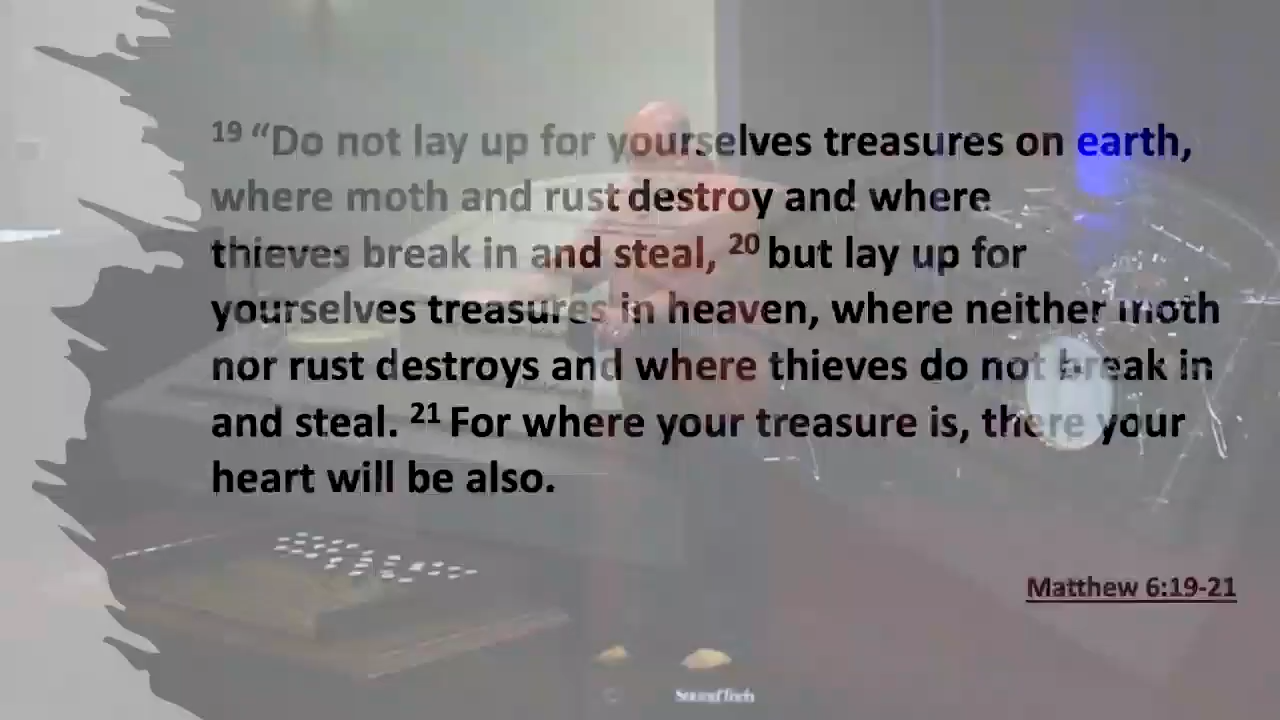 19 “Do not lay up for yourselves treasures on earth,
where moth and rust destroy and where
thieves break in and steal, 20 but lay up for
yourselves treasures in heaven, where neither moth
nor rust destroys and where thieves do not break in
and steal. 21 For where your treasure is, there your
heart will be also.
Matthew 6:19-21
SoundTech